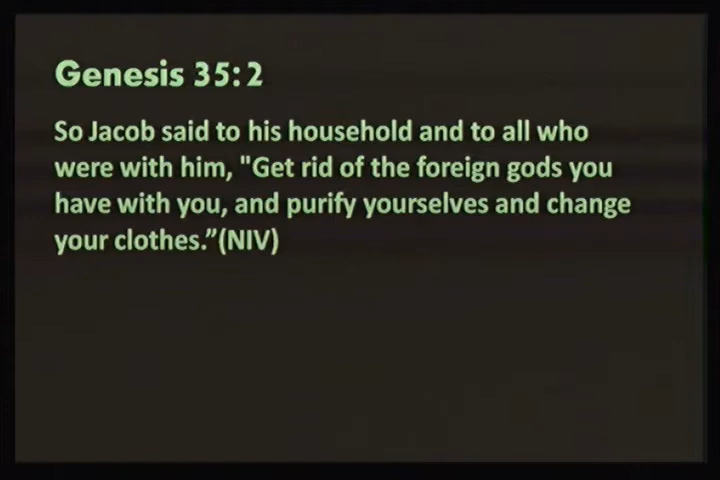 Genesis 35:2
So Jacob said to his household and to all who
were with him, "Get rid of the foreign gods you
have with you, and purify yourselves and change
your clothes.”(NIV)